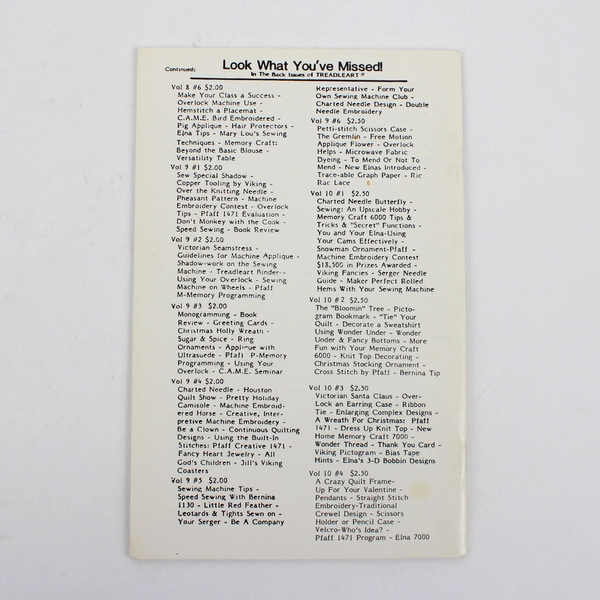 Continued:
Look What You've Missed!
In The Back Issues of TREADLEART ®
Vol 8 #6 $2.00
Make Your Class a Success -
Overlock Machine Use -
Hemstitch a Placemat -
C.A.M.E. Bird Embroidered -
Pig Applique - Hair Protectors -
Elna Tips - Mary Lou's Sewing
Techniques - Memory Craft:
Beyond the Basic Blouse -
Versatility Table
Vol 9 #1 $2.00
Sew Special Shadow -
Copper Tooling by Viking -
Over the Knitting Needle -
Pheasant Pattern - Machine
Embroidery Contest - Overlock
Tips - Pfaff 1471 Evaluation -
Don't Monkey with the Cook -
Speed Sewing - Book Review
Vol 9 #2 $2.00
Victorian Seamstress -
Guidelines for Machine Applique -
Shadow-work on the Sewing
Machine - Treadleart Binder--
Using Your Overlock - Sewing
Machine on Wheels - Pfaff
M-Memory Programming
Vol 9 #3 $2.00
Monogramming - Book
Review - Greeting Cards -
Christmas Holly Wreath -
Sugar & Spice - Ring
Ornaments - Applique with
Ultrasuede - Pfaff P-Memory
Programming - Using Your
Overlock - C.A.M.E. Seminar
Vol 9 #4 $2.00
Charted Needle - Houston
Quilt Show - Pretty Holiday
Camisole - Machine Embroid-
ered Horse - Creative, Inter-
pretive Machine Embroidery -
Be a Clown - Continuous Quilting
Designs - Using the Built-In
Stitches: Pfaff Creative 1471 -
Fancy Heart Jewelry - All
God's Children - Jill's Viking
Coasters
Vol 9 #5 $2.00
Sewing Machine Tips -
Speed Sewing With Bernina
1130 - Little Red Feather -
Leotards & Tights Sewn on -
Your Serger - Be A Company
Representative - Form Your
Own Sewing Machine Club -
Charted Needle Design - Double
Needle Embroidery
Vol 9 #6 $2.50
Petti-stitch Scissors Case -
The Gremlin - Free Motion
Applique Flower - Overlock
Helps - Microwave Fabric
Dyeing - To Mend Or Not To
Mend - New Elnas Introduced -
Trace-able Graph Paper - Ric
Rac Lace
Vol 10 #1 $2.50
Charted Needle Butterfly -
Sewing: An Upscale Hobby -
Memory Craft 6000 Tips &
Tricks & "Secret" Functions -
You and Your Elna-Using
Your Cams Effectively -
Snowman Ornament-Pfaff -
Machine Embroidery Contest
$18,500 in Prizes Awarded -
Viking Fancies - Serger Needle
Guide - Maker Perfect Rolled
Hems With Your Sewing Machine
Vol 10 #2 $2.50
The "Bloomin" Tree - Picto-
gram Bookmark - "Tie" Your
Quilt - Decorate a Sweatshirt
Using Wonder Under - Wonder
Under & Fancy Bottoms - More
Fun with Your Memory Craft
6000 - Knit Top Decorating -
Christmas Stocking Ornament -
Cross Stitch by Pfaff - Bernina Tip
Vol 10 #3 $2.50
Victorian Santa Claus - Over-
Lock an Earring Case - Ribbon
Tie - Enlarging Complex Designs -
A Wreath For Christmas: Pfaff
1471 - Dress Up Knit Top - New
Home Memory Craft 7000 -
Wonder Thread - Thank You Card -
Viking Pictogram - Bias Tape
Hints - Elna's 3-D Bobbin Designs
Vol 10 #4 $2.50
A Crazy Quilt Frame-
Up For Your Valentine -
Pendants - Straight Stitch
Embroidery-Traditional
Crewel Design - Scissors
Holder or Pencil Case -
Velcro-Who's Idea? -
Pfaff 1471 Program - Elna 7000